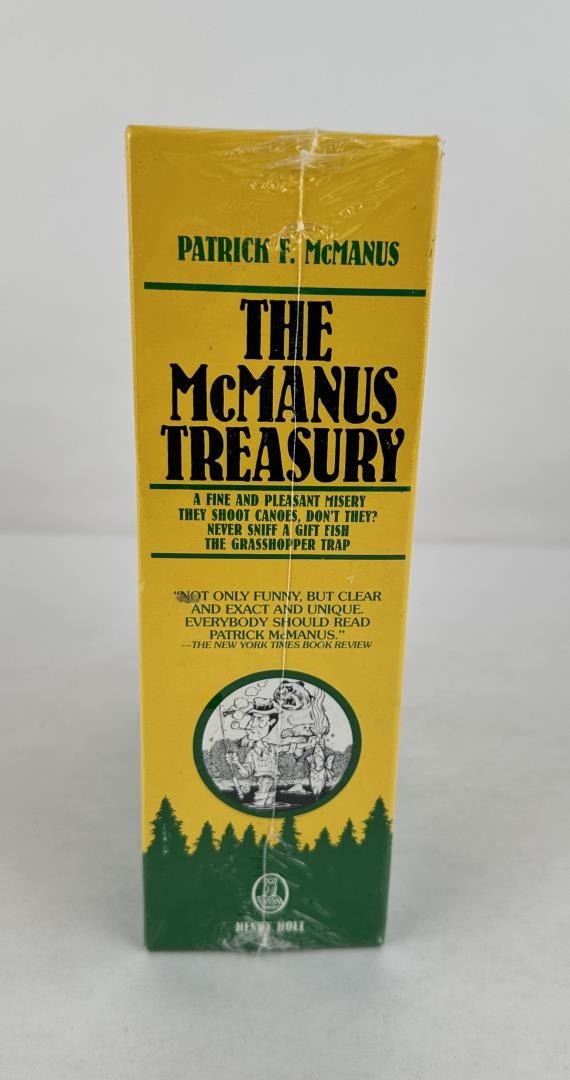 PATRICK F. McMANUS
THE
McMANUS
TREASURY
A FINE AND PLEASANT MISERY
THEY SHOOT CANOES, DON'T THEY?
NEVER SNIFF A GIFT FISH
THE GRASSHOPPER TRAP
"NOT ONLY FUNNY, BUT CLEAR
AND EXACT AND UNIQUE.
EVERYBODY SHOULD READ
PATRICK McMANUS."
—THE NEW YORK TIMES BOOK REVIEW
HENRY HOLT